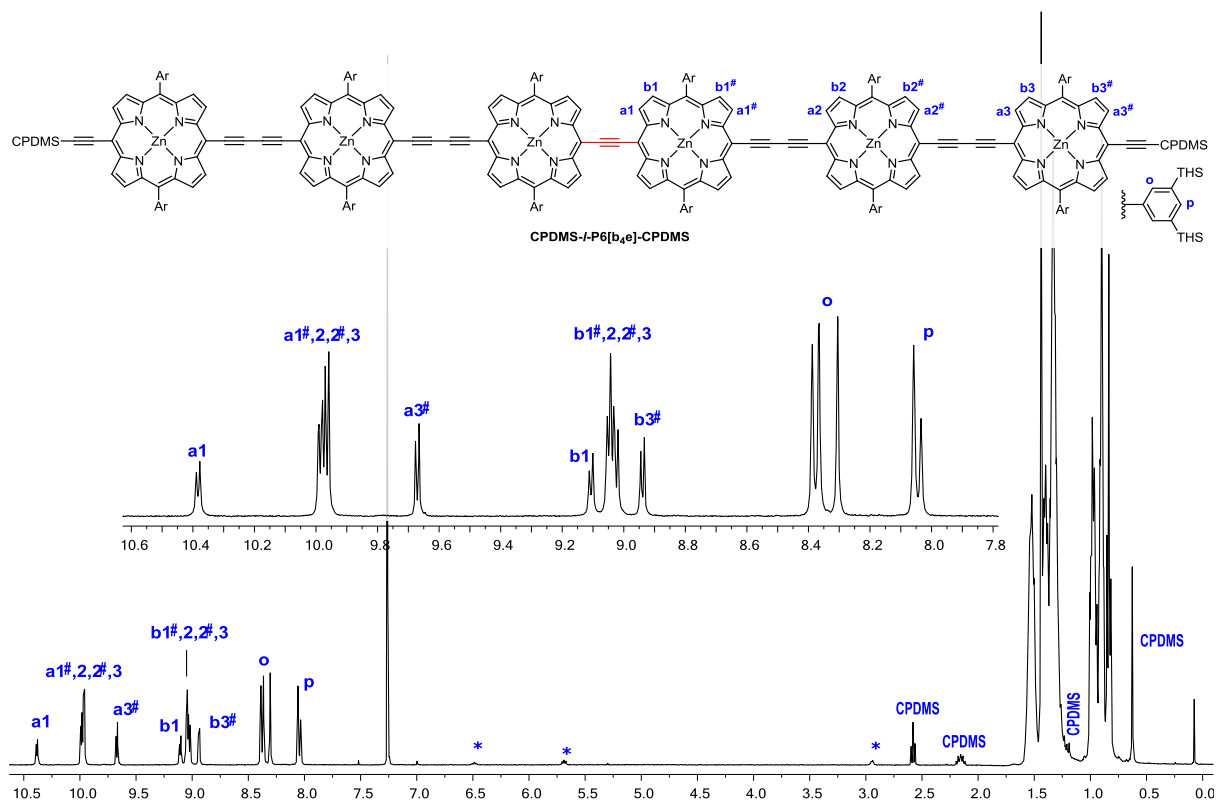 Ar Ar Ar Ar Ar Ar
b1 b1# b2 b2# b3 b3#
a1 a1# a2 a2# a3 a3#
N N N N N N N N N N N N
CPDMS Zn Zn Zn Zn Zn Zn CPDMS
N N N N N N N N N N N N
Ar Ar Ar Ar Ar Ar
o THS
p
THS
CPDMS-l-P6[b4e]-CPDMS
a1 a1#,2,2#,3 a3# b1 b1#,2,2#,3 b3# o p
10.6 10.4 10.2 10.0 9.8 9.6 9.4 9.2 9.0 8.8 8.6 8.4 8.2 8.0 7.8
a1 a1#,2,2#,3 a3# b1 b1#,2,2#,3 b3# o p * * * CPDMS CPDMS CPDMS CPDMS
10.5 10.0 9.5 9.0 8.5 8.0 7.5 7.0 6.5 6.0 5.5 5.0 4.5 4.0 3.5 3.0 2.5 2.0 1.5 1.0 0.5 0.0